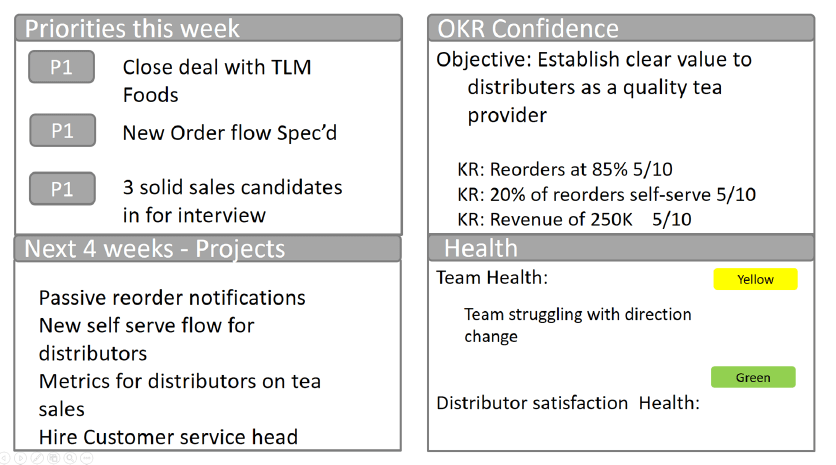 Priorities this week
P1
Close deal with TLM
Foods
P1
New Order flow Spec’d
P1
3 solid sales candidates
in for interview
OKR Confidence
Objective: Establish clear value to
distributers as a quality tea
provider
KR: Reorders at 85% 5/10
KR: 20% of reorders self-serve 5/10
KR: Revenue of 250K 5/10
Next 4 weeks - Projects
Passive reorder notifications
New self serve flow for
distributors
Metrics for distributors on tea
sales
Hire Customer service head
Health
Team Health:
Yellow
Team struggling with direction
change
Green
Distributor satisfaction Health: